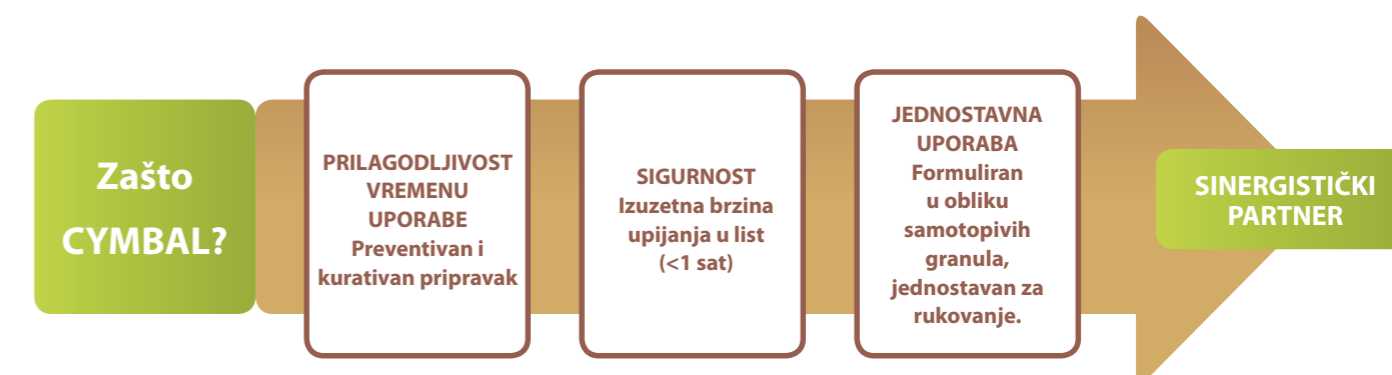 Zašto
CYMBAL?
PRILAGODLJIVOST
VREMENU
UPORABE
Preventivan i
kurativan pripravak
SIGURNOST
Izuzetna brzina
upijanja u list
(<1 sat)
JEDNOSTAVNA
UPORABA
Formuliran
u obliku
samotopivih
granula,
jednostavan za
rukovanje.
SINERGISTIČKI
PARTNER